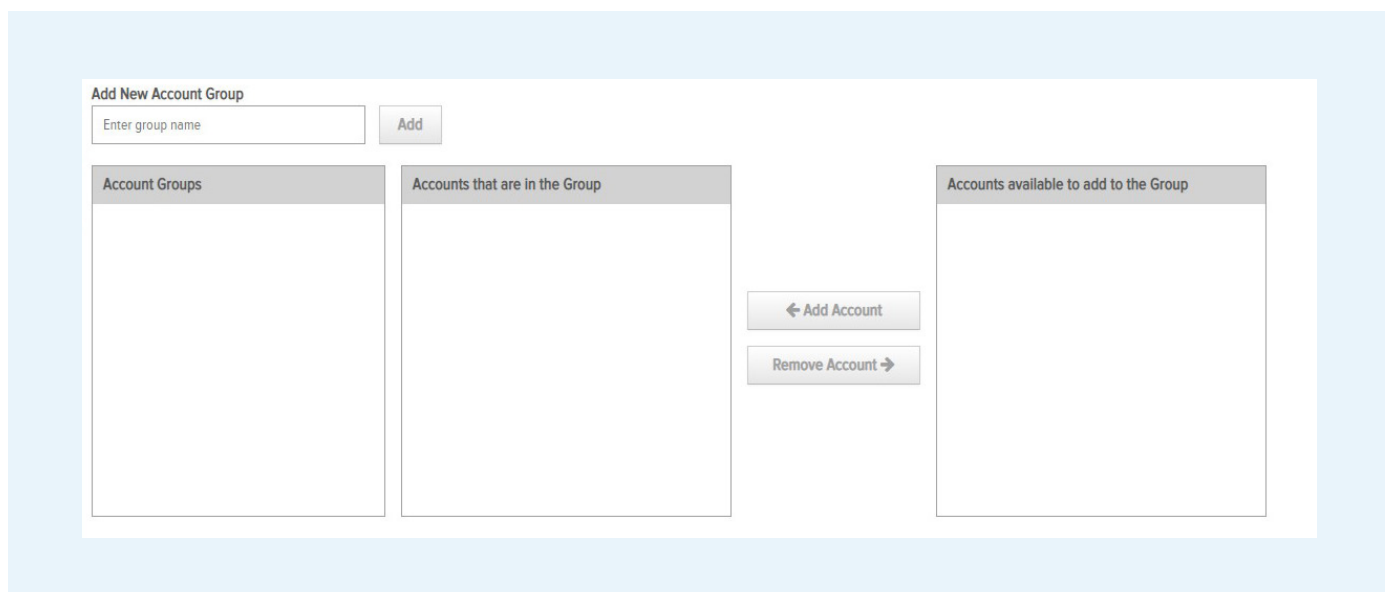 Add New Account Group
Enter group name
Add
Account Groups
Accounts that are in the Group
Accounts available to add to the Group
← Add Account
Remove Account →